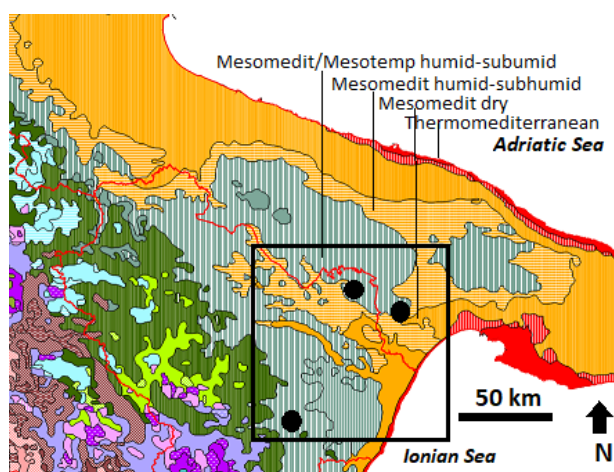 Mesomedit/Mesotemp humid-subumid
Mesomedit humid-subhumid
Mesomedit dry
Thermomediterranean
Adriatic Sea
50 km
Ionian Sea
N